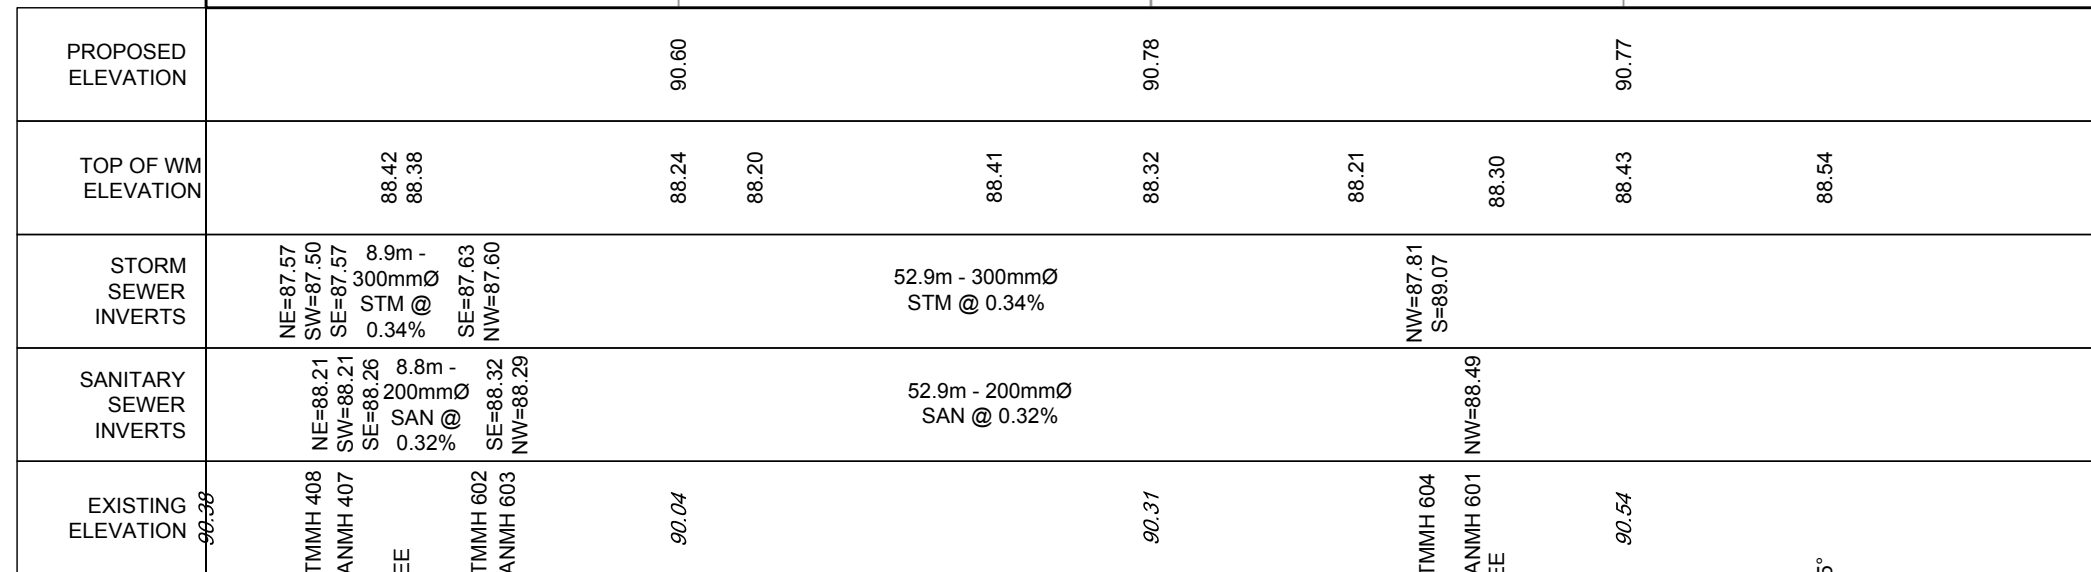 PROPOSED
ELEVATION
90.60
90.78
90.77
TOP OF WM
ELEVATION
88.42
88.38
88.24
88.20
88.41
88.32
88.21
88.30
88.43
88.54
STORM
SEWER
INVERTS
NE=87.57
SW=87.50
SE=87.57
8.9m -
300mmØ
STM @
0.34%
SE=87.63
NW=87.60
52.9m - 300mmØ
STM @ 0.34%
NW=87.81
S=89.07
SANITARY
SEWER
INVERTS
NE=88.21
SW=88.21
SE=88.26
8.8m -
200mmØ
SAN @
0.32%
SE=88.32
NW=88.29
52.9m - 200mmØ
SAN @ 0.32%
NW=88.49
EXISTING
ELEVATION
90.38
TMMH 408
ANMH 407
EE
TMMH 602
ANMH 603
90.04
90.31
TMMH 604
ANMH 601
EE
90.54